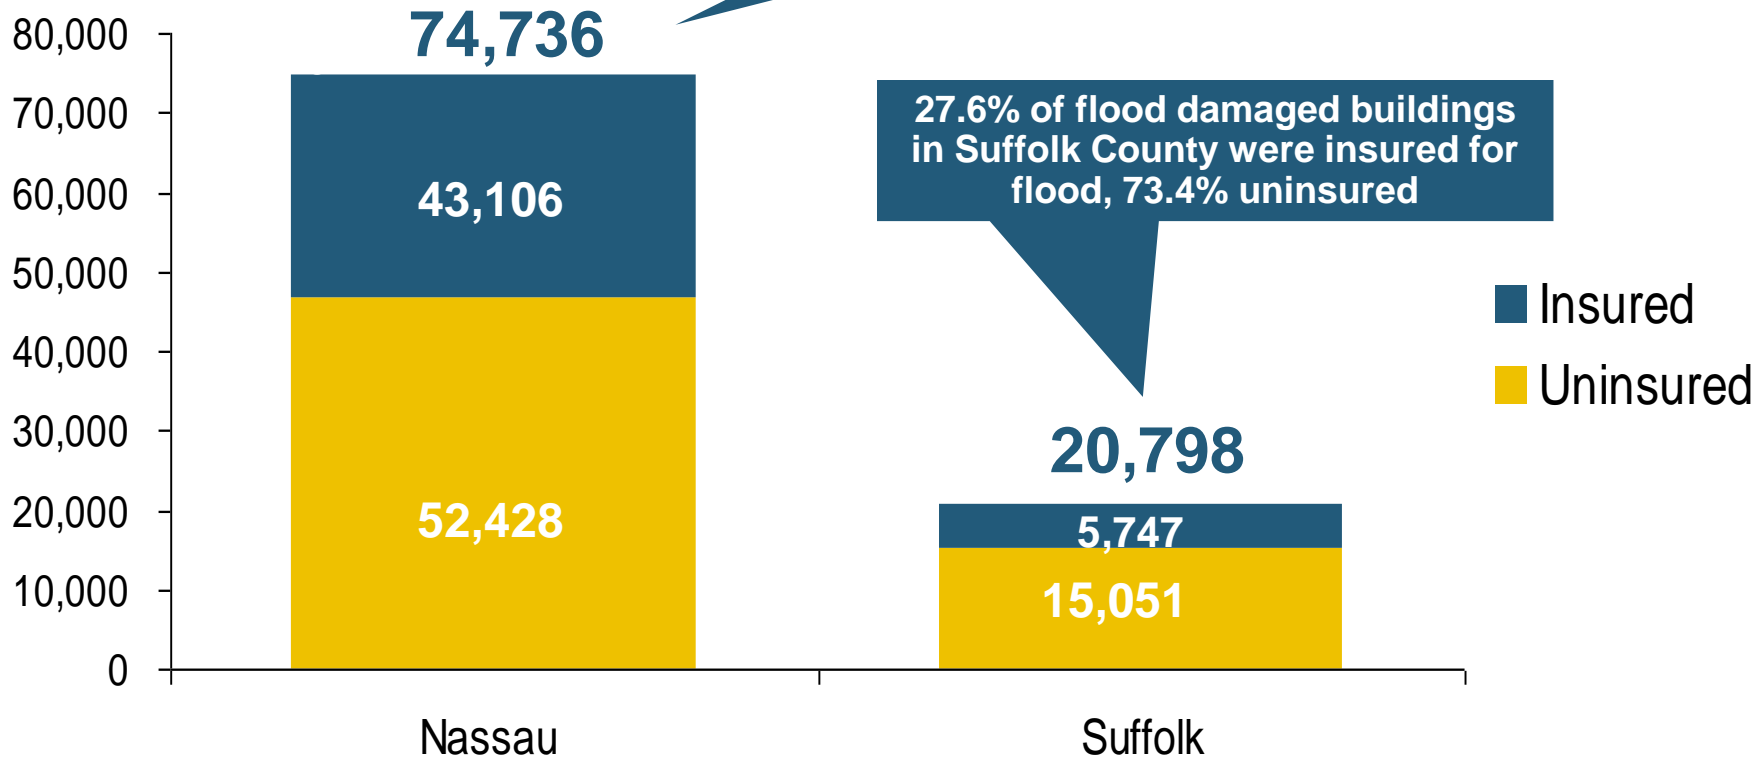 80,000
70,000
60,000
50,000
40,000
30,000
20,000
10,000
0
74,736
43,106
52,428
27.6% of flood damaged buildings
in Suffolk County were insured for
flood, 73.4% uninsured
20,798
5,747
15,051
Insured
Uninsured
Nassau
Suffolk